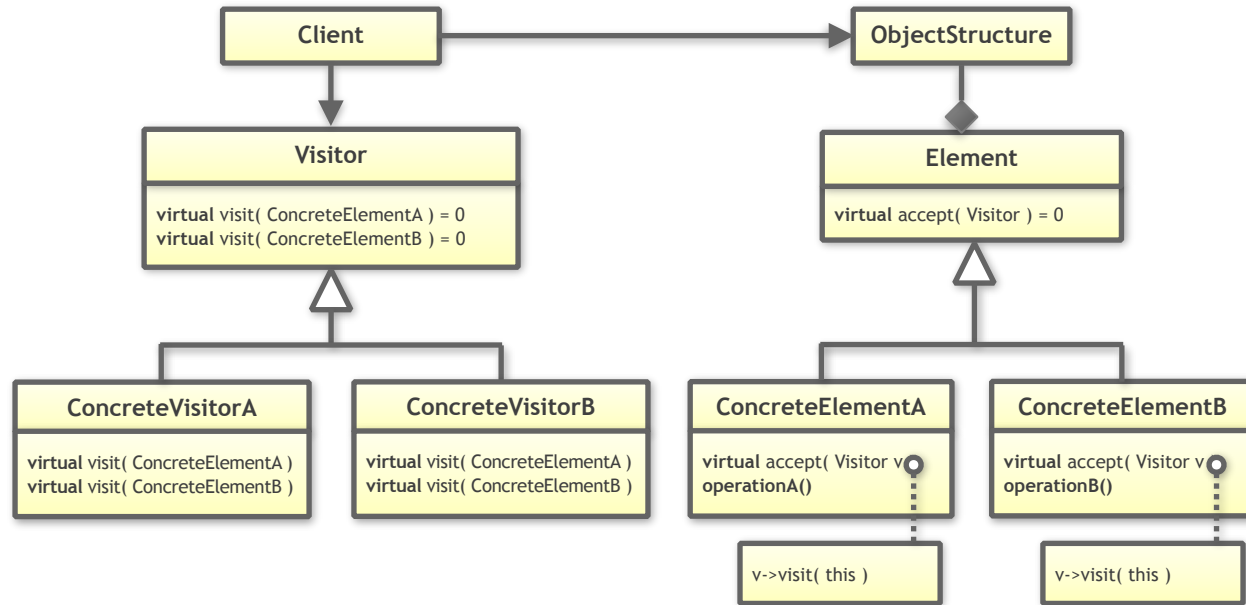 Client
ObjectStructure
Visitor
virtual visit( ConcreteElementA ) = 0
virtual visit( ConcreteElementB ) = 0
Element
virtual accept( Visitor ) = 0
ConcreteVisitorA
virtual visit( ConcreteElementA )
virtual visit( ConcreteElementB )
ConcreteVisitorB
virtual visit( ConcreteElementA )
virtual visit( ConcreteElementB )
ConcreteElementA
virtual accept( Visitor v
operationA()
v->visit( this )
ConcreteElementB
virtual accept( Visitor v
operationB()
v->visit( this )